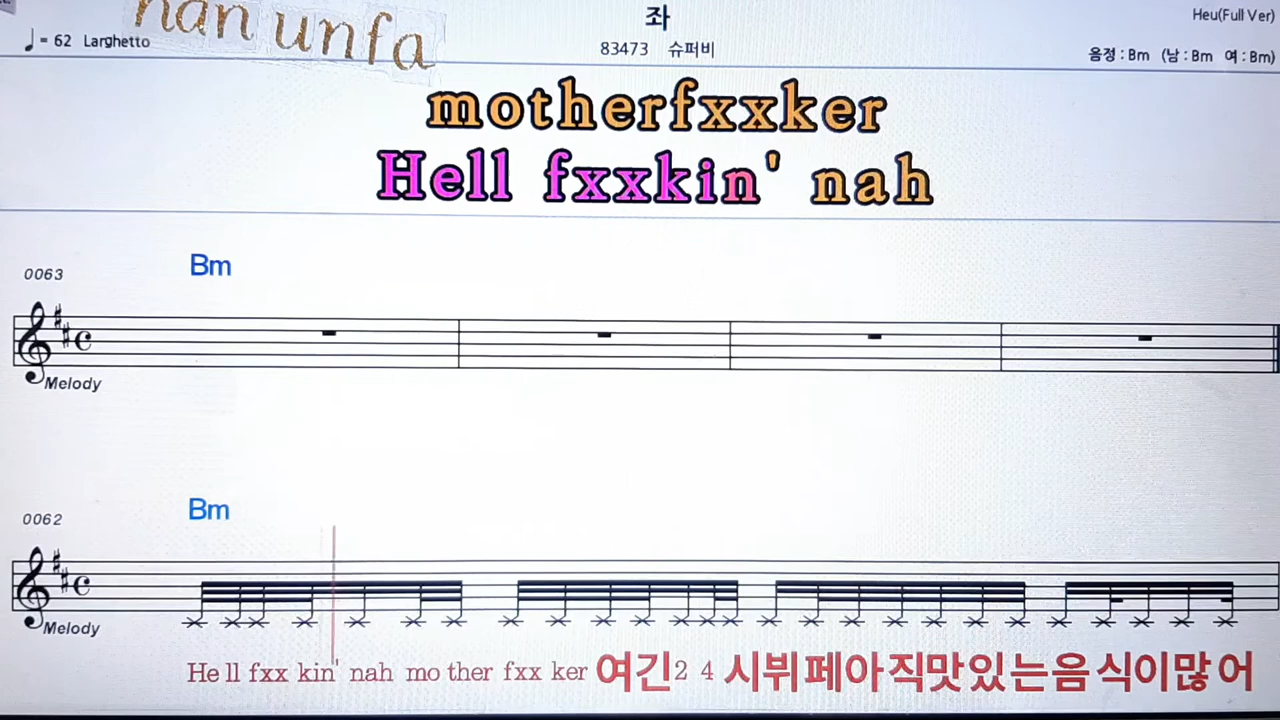 nan unfa
좌
Heu(Full Ver)
♩= 62 Larghetto
83473 슈퍼비
음정 : Bm (남 : Bm 여 : Bm)
motherfxxker
Hell fxxkin' nah
0063
Bm
Melody
0062
Bm
Melody
He ll fxx kin' nah mo ther fxx ker 여긴2 4 시뷔페아직맛있는음식이많어